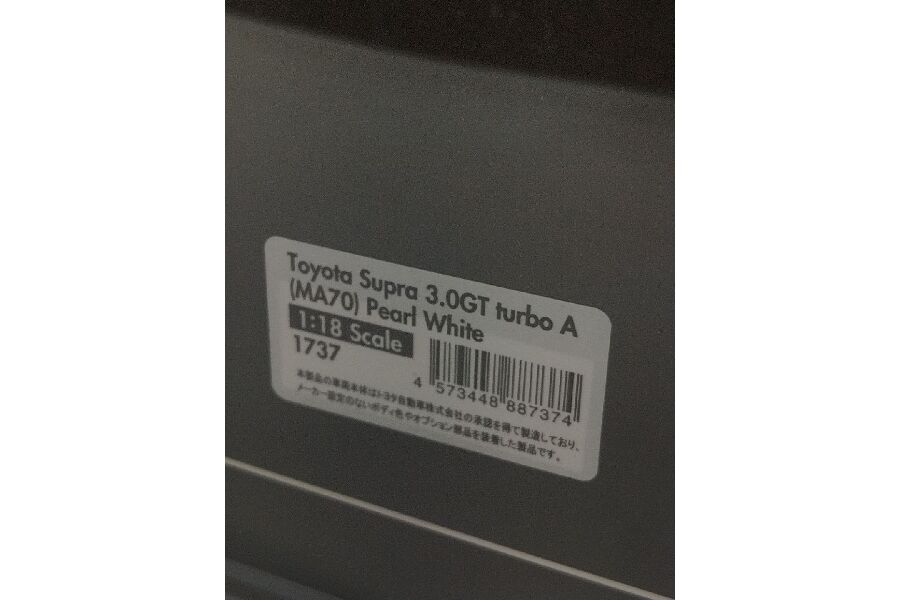 Toyota Supra 3.0GT turbo A
(MA70) Pearl White
1:18 Scale
1737
4 573448 887374
本製品の車両本体はトヨタ自動車株式会社の承認を得て製造しており、
メーカー設定のないボディ色やオプション部品を装着した製品です。